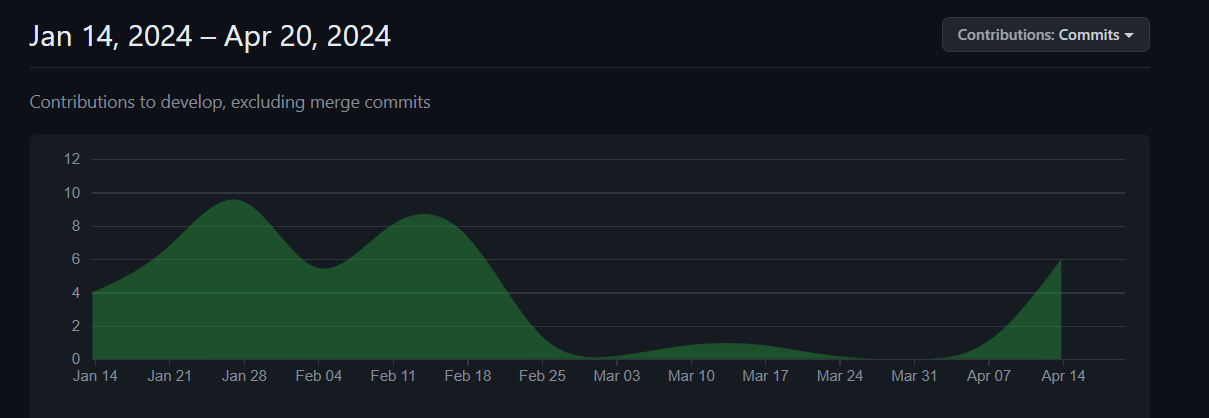 Jan 14, 2024 – Apr 20, 2024
Contributions: Commits
Contributions to develop, excluding merge commits
12
10
8
6
4
2
0
Jan 14 Jan 21 Jan 28 Feb 04 Feb 11 Feb 18 Feb 25 Mar 03 Mar 10 Mar 17 Mar 24 Mar 31 Apr 07 Apr 14